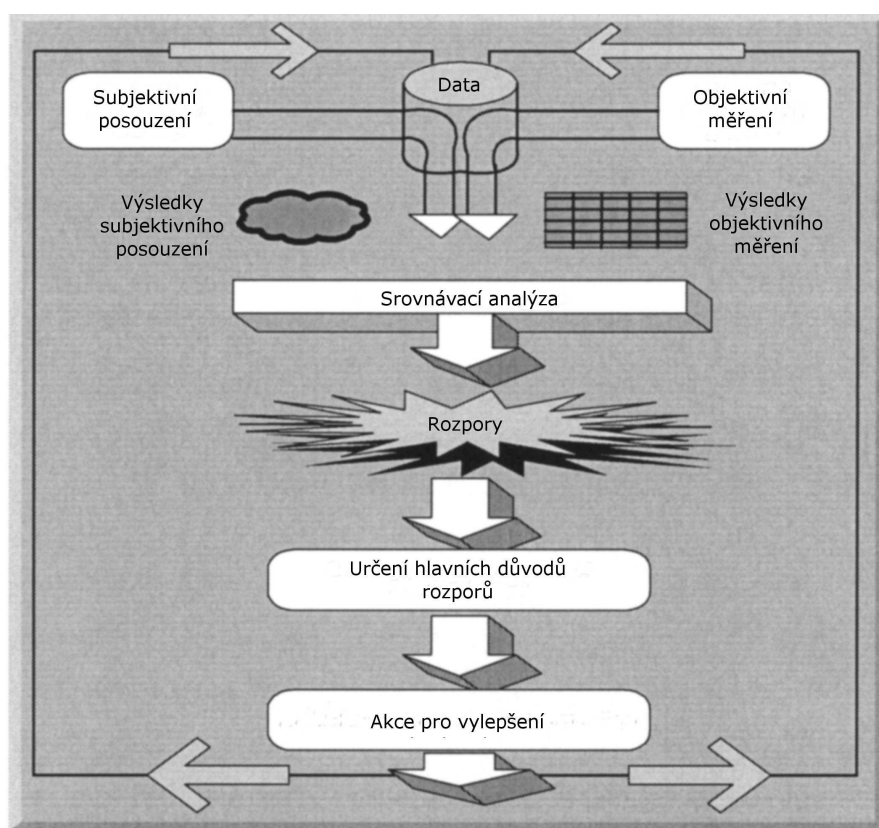 Data
Subjektivní
posouzení
Objektivní
měření
Výsledky
subjektivního
posouzení
Výsledky
objektivního
měření
Srovnávací analýza
Rozpory
Určení hlavních důvodů
rozporů
Akce pro vylepšení